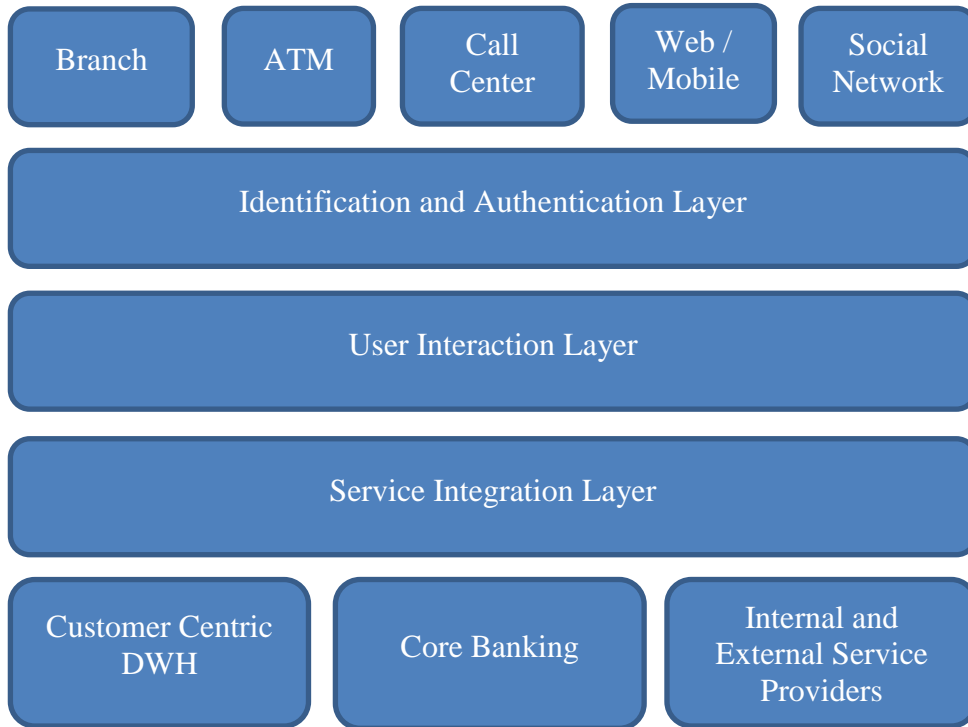 Branch
ATM
Call
Center
Web /
Mobile
Social
Network
Identification and Authentication Layer
User Interaction Layer
Service Integration Layer
Customer Centric
DWH
Core Banking
Internal and
External Service
Providers